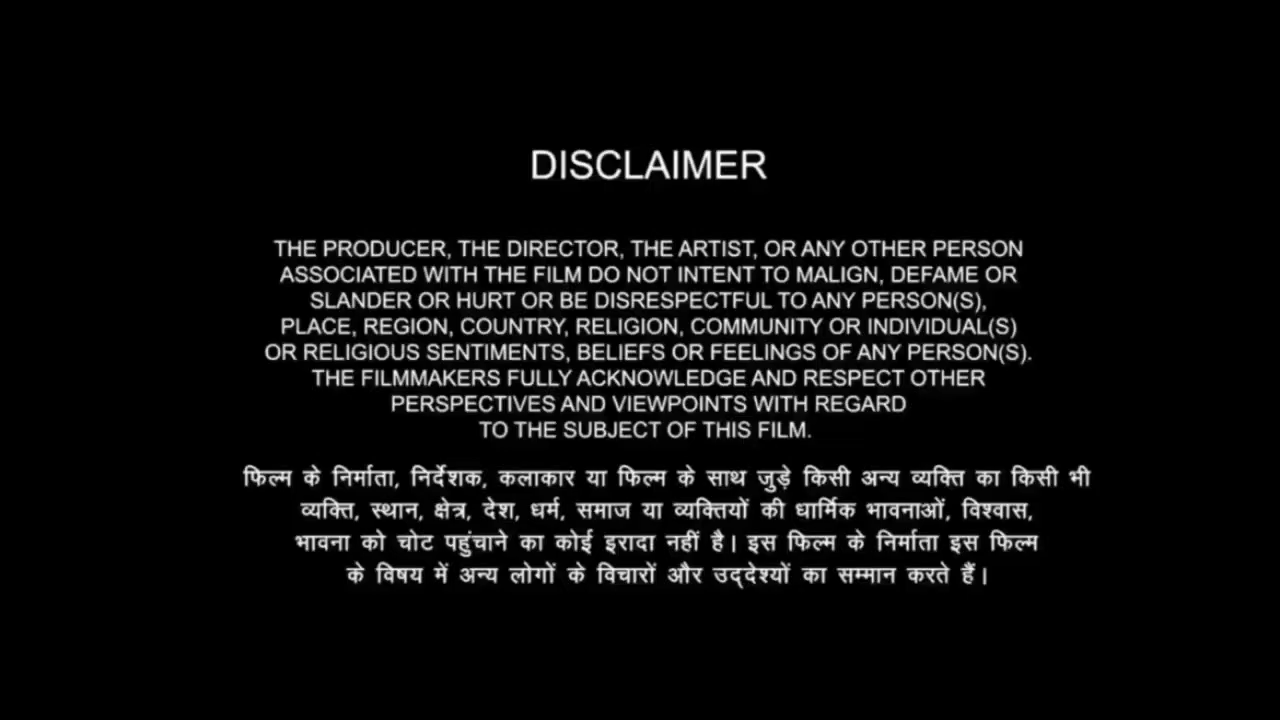 DISCLAIMER
THE PRODUCER, THE DIRECTOR, THE ARTIST, OR ANY OTHER PERSON
ASSOCIATED WITH THE FILM DO NOT INTENT TO MALIGN, DEFAME OR
SLANDER OR HURT OR BE DISRESPECTFUL TO ANY PERSON(S),
PLACE, REGION, COUNTRY, RELIGION, COMMUNITY OR INDIVIDUAL(S)
OR RELIGIOUS SENTIMENTS, BELIEFS OR FEELINGS OF ANY PERSON(S).
THE FILMMAKERS FULLY ACKNOWLEDGE AND RESPECT OTHER
PERSPECTIVES AND VIEWPOINTS WITH REGARD
TO THE SUBJECT OF THIS FILM.
फिल्म के निर्माता, निर्देशक, कलाकार या फिल्म के साथ जुड़े किसी अन्य व्यक्ति का किसी भी
व्यक्ति, स्थान, क्षेत्र, देश, धर्म, समाज या व्यक्तियों की धार्मिक भावनाओं, विश्वास,
भावना को चोट पहुंचाने का कोई इरादा नहीं है। इस फिल्म के निर्माता इस फिल्म
के विषय में अन्य लोगों के विचारों और उद्देश्यों का सम्मान करते हैं।